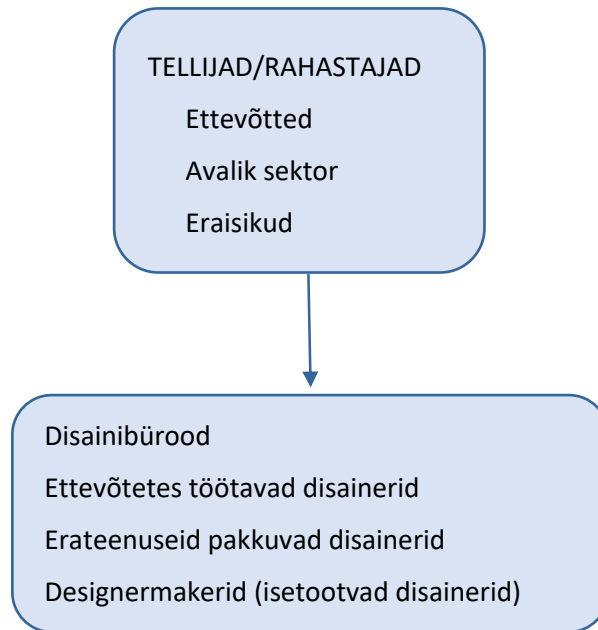 TELLIJAD/RAHASTAJAD
Ettevõtted
Avalik sektor
Eraisikud
Disainibürood
Ettevõtetes töötavad disainerid
Erateenuseid pakkuvad disainerid
Designermakerid (isetootvad disainerid)